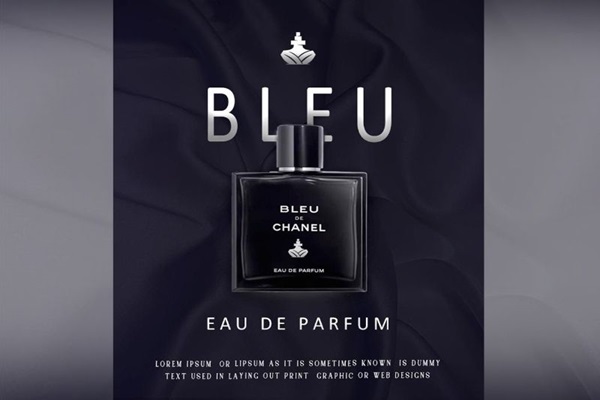 BLEU
BLEU
DE
CHANEL
EAU DE PARFUM
EAU DE PARFUM
LOREM IPSUM OR LIPSUM AS IT IS SOMETIMES KNOWN IS DUMMY
TEXT USED IN LAYING OUT PRINT GRAPHIC OR WEB DESIGNS